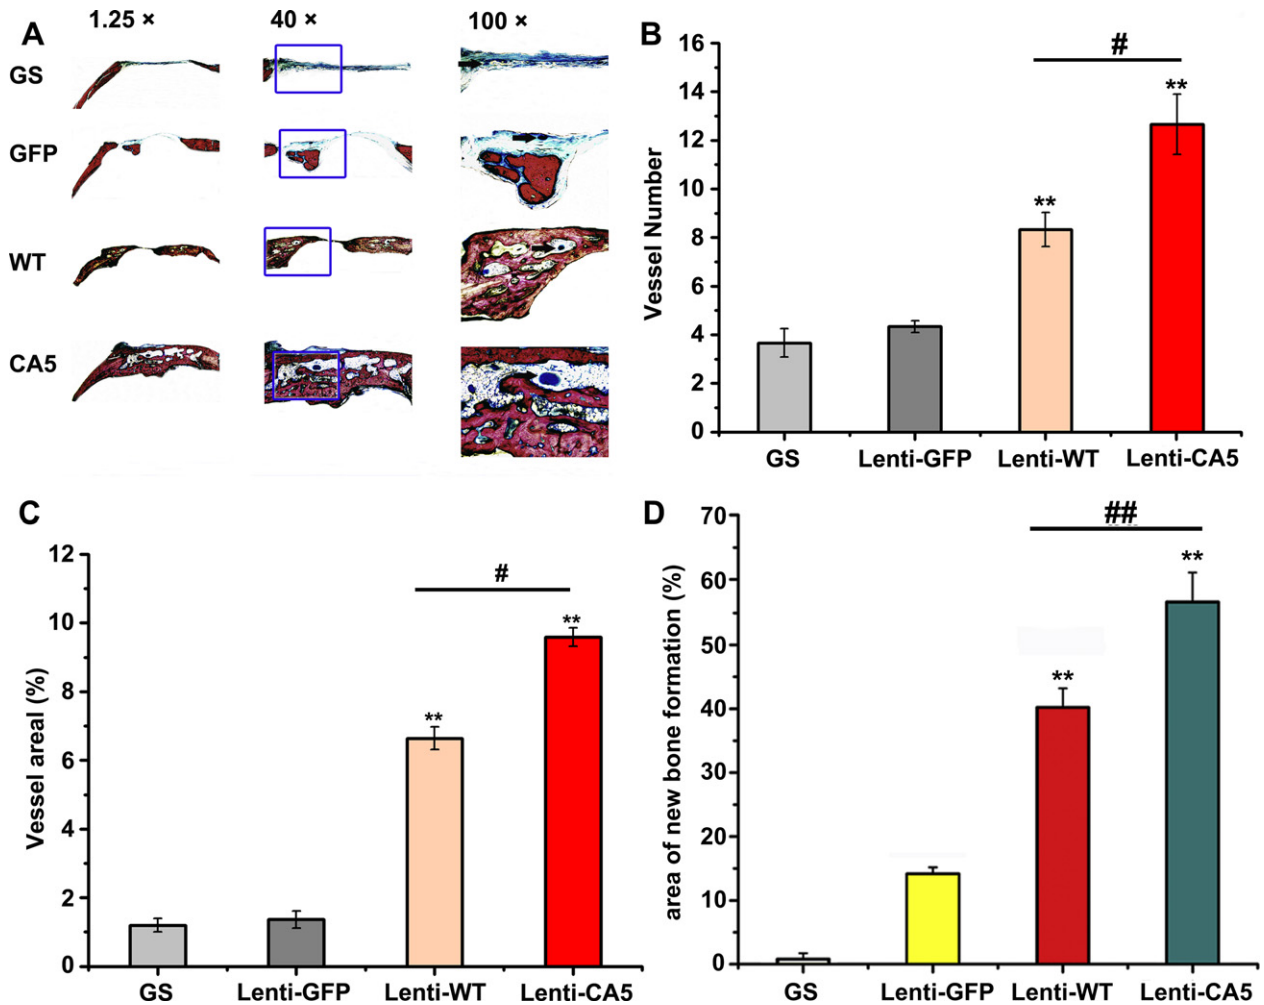 A
1.25 ×
40 ×
100 ×
GS
GFP
WT
CA5
B
16
14
12
10
8
6
4
2
0
Vessel Number
#
**
**
GS Lenti-GFP Lenti-WT Lenti-CA5
C
12
10
8
6
4
2
0
Vessel areal (%)
#
**
**
GS Lenti-GFP Lenti-WT Lenti-CA5
D
70
60
50
40
30
20
10
0
area of new bone formation (%)
##
**
**
GS Lenti-GFP Lenti-WT Lenti-CA5